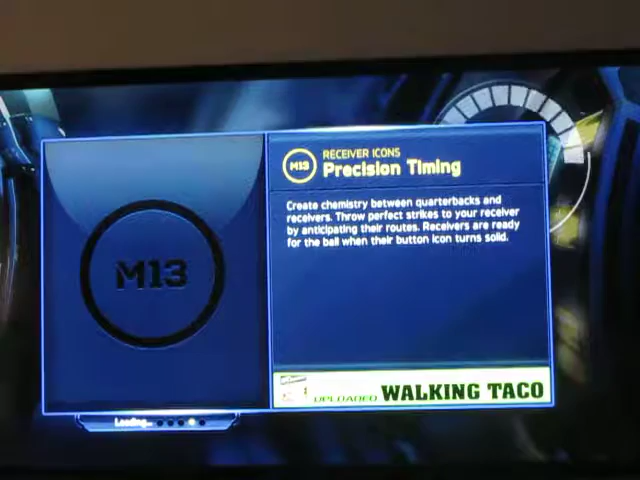 M13
M13
RECEIVER ICONS
Precision Timing
Create chemistry between quarterbacks and
receivers. Throw perfect strikes to your receiver
by anticipating their routes. Receivers are ready
for the ball when their button icon turns solid.
UPLOADED WALKING TACO
Loading...